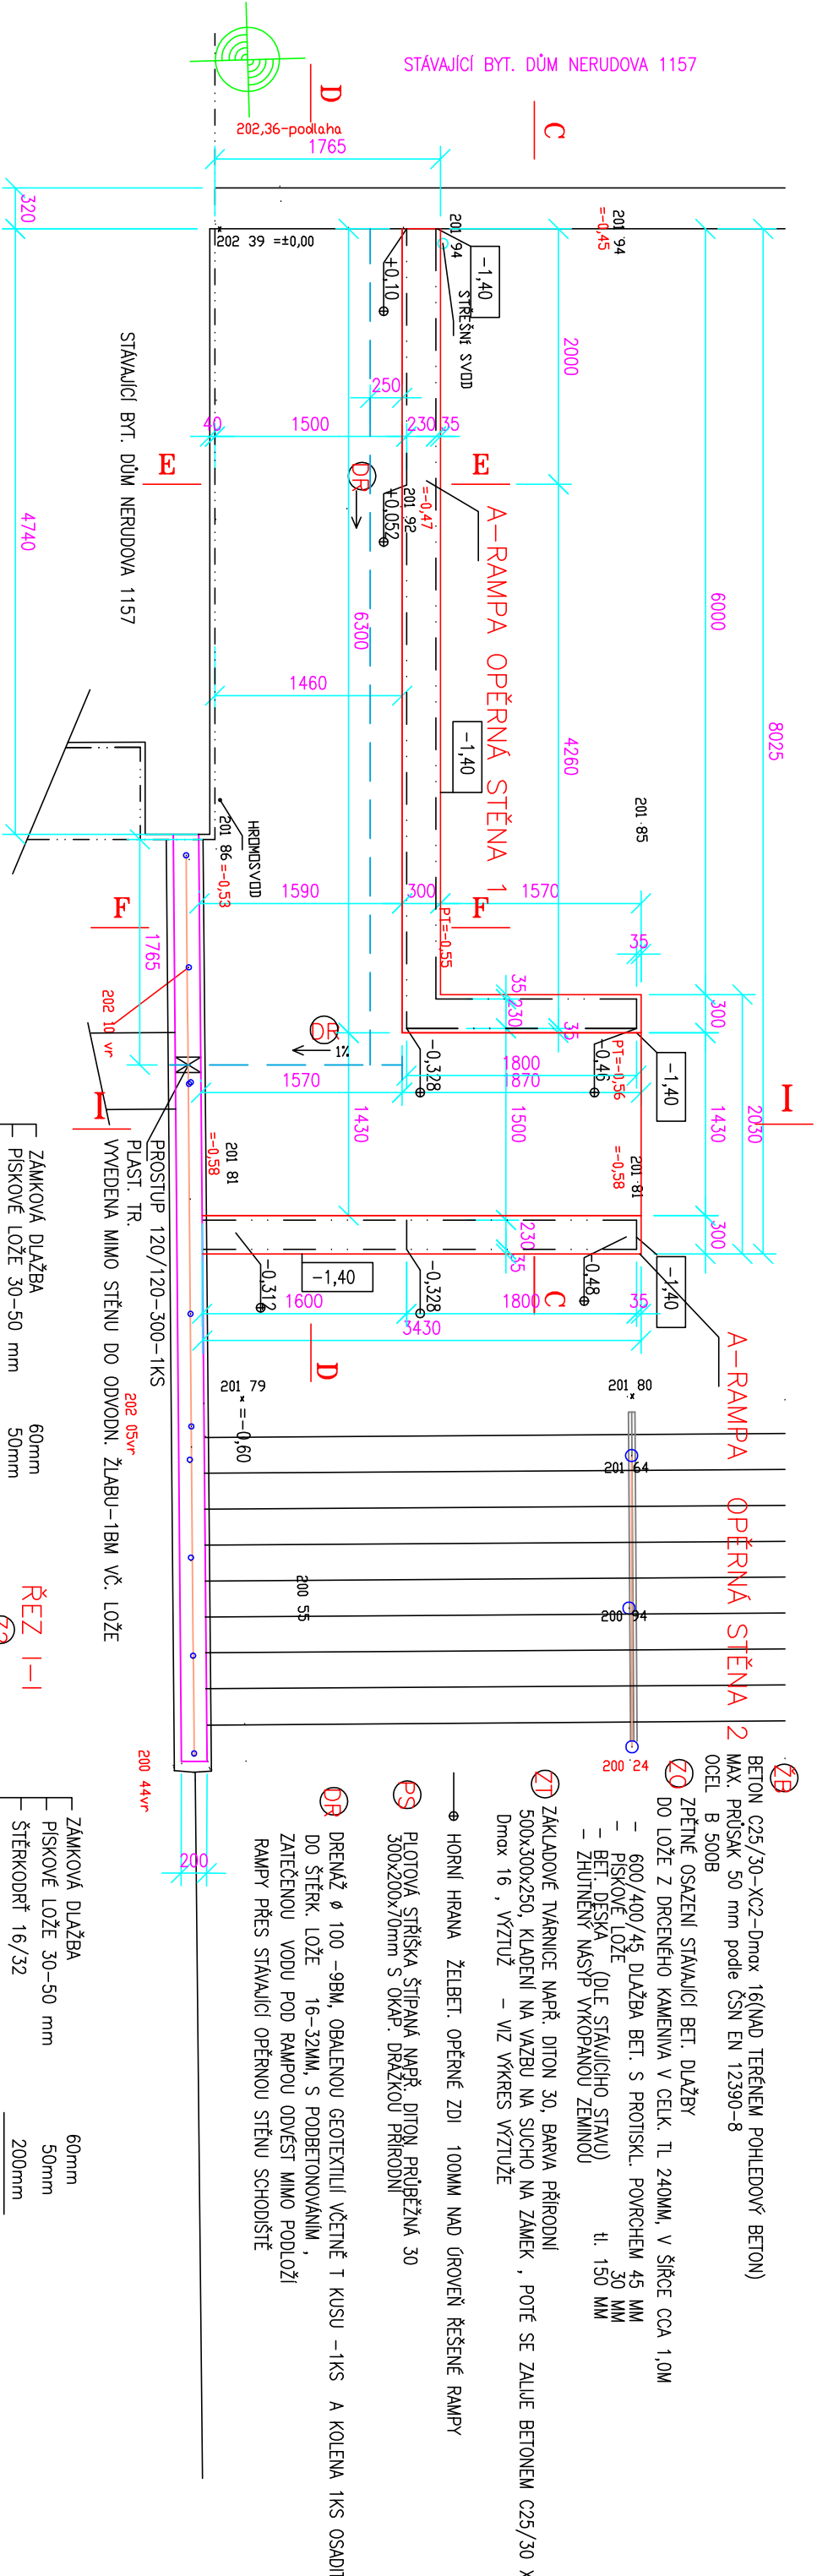 STÁVAJÍCÍ BYT. DŮM NERUDOVA 1157
D
C
202,36-podlaha
1765
320
202 39 =±0,00
201 94
201 94
=-0,45
-1,40
+0,10
STŘEŠNÍ SVOD
2000
6000
8025
250
40
1500
230
35
E
E
DR
+0,052
201 92
=-0,47
STÁVAJÍCÍ BYT. DŮM NERUDOVA 1157
4740
A-RAMPA OPĚRNÁ STĚNA 1
6300
1460
4260
-1,40
HROMOSVOD
201 86
=-0,53
201 85
1590
300
1570
F
F
PT=-0,55
1765
35
35
230
35
300
2030
202 10 vr
DR
1%
-0,328
-0,46
PT=-0,56
-1,40
1800
1570
1870
I
I
1430
1500
1430
201 81
=-0,58
201 81
=-0,58
PROSTUP 120/120-300-1KS
PLAST. TR.
VYVEDENA MIMO STĚNU DO ODVODN. ŽLABU-1BM VČ. LOŽE
230
35
300
-0,312
-1,40
-0,328
-0,48
-1,40
C
1600
1800
35
3430
D
A-RAMPA OPĚRNÁ STĚNA 2
201 79
=-0,60
201 80
201 64
202 05vr
200 55
200 94
200 24
200 44vr
200
ZÁMKOVÁ DLAŽBA 60mm
PÍSKOVÉ LOŽE 30-50 mm 50mm
ŘEZ I-I
ZÁMKOVÁ DLAŽBA 60mm
PÍSKOVÉ LOŽE 30-50 mm 50mm
ŠTĚRKODRŤ 16/32 200mm
ŽB
BETON C25/30-XC2-Dmax 16(NAD TERÉNEM POHLEDOVÝ BETON)
MAX. PRŮSAK 50 mm podle ČSN EN 12390-8
OCEL B 500B
ZO ZPĚTNÉ OSAZENÍ STÁVAJÍCÍ BET. DLAŽBY
DO LOŽE Z DRCENÉHO KAMENIVA V CELK. TL 240MM, V ŠÍŘCE CCA 1,0M
- 600/400/45 DLAŽBA BET. S PROTISKL. POVRCHEM 45 MM
- PÍSKOVÉ LOŽE 30 MM
- BET. DESKA (DLE STÁVJÍCÍHO STAVU) tl. 150 MM
- ZHUTNĚNÝ NÁSYP VYKOPANOU ZEMINOU
ZT ZÁKLADOVÉ TVÁRNICE NAPŘ. DITON 30, BARVA PŘÍRODNÍ
500x300x250, KLADENÍ NA VAZBU NA SUCHO NA ZÁMEK , POTÉ SE ZALIJE BETONEM C25/30 X
Dmax 16 , VÝZTUŽ - VIZ VÝKRES VÝZTUŽE
HORNÍ HRANA ŽELBET. OPĚRNÉ ZDI 100MM NAD ÚROVEŇ ŘEŠENÉ RAMPY
PS PLOTOVÁ STŘÍŠKA ŠTÍPANÁ NAPŘ. DITON PRŮBĚŽNÁ 30
300x200x70mm S OKAP. DRÁŽKOU PŘÍRODNÍ
DR DRENÁŽ ø 100 -9BM, OBALENOU GEOTEXTILIÍ VČETNĚ T KUSU -1KS A KOLENA 1KS OSADIT
DO ŠTĚRK. LOŽE 16-32MM, S PODBETONOVÁNÍM ,
ZATEČENOU VODU POD RAMPOU ODVÉST MIMO PODLOŽÍ
RAMPY PŘES STÁVAJÍCÍ OPĚRNOU STĚNU SCHODIŠTĚ